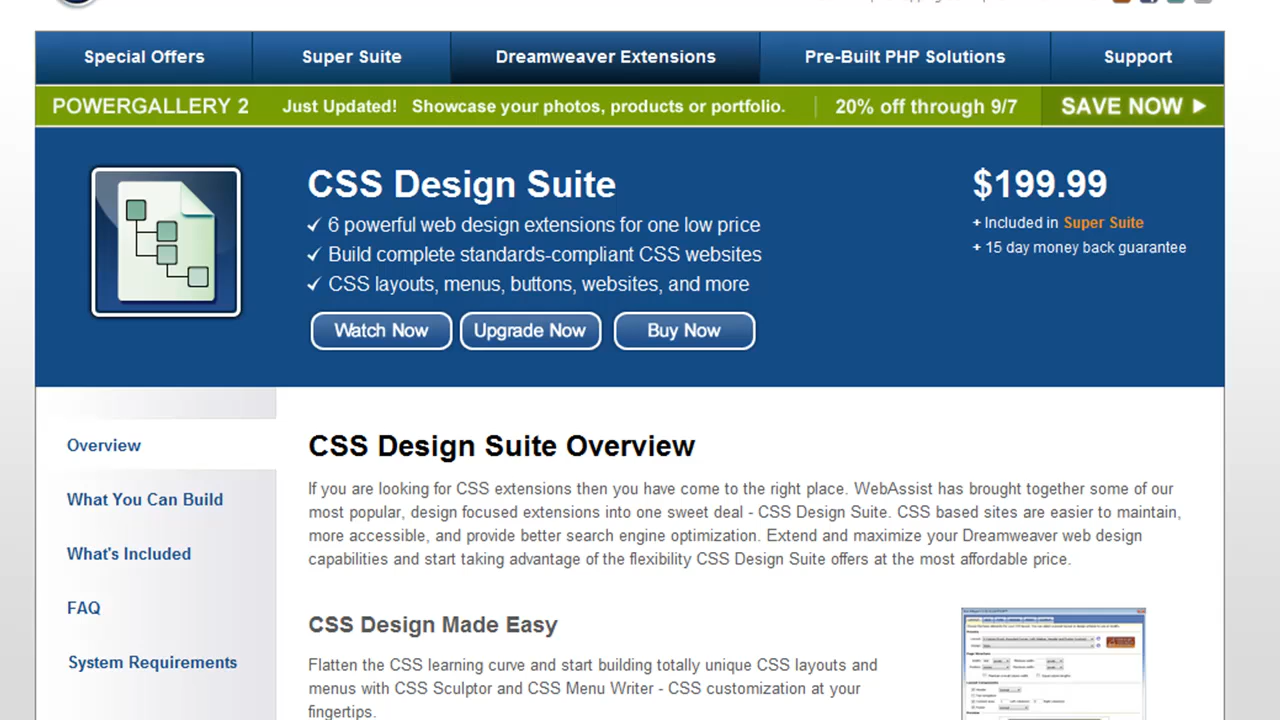 Special Offers
Super Suite
Dreamweaver Extensions
Pre-Built PHP Solutions
Support
POWERGALLERY 2 Just Updated! Showcase your photos, products or portfolio. 20% off through 9/7 SAVE NOW
CSS Design Suite
6 powerful web design extensions for one low price
Build complete standards-compliant CSS websites
CSS layouts, menus, buttons, websites, and more
Watch Now
Upgrade Now
Buy Now
$199.99
+ Included in Super Suite
+ 15 day money back guarantee
Overview
What You Can Build
What's Included
FAQ
System Requirements
CSS Design Suite Overview
If you are looking for CSS extensions then you have come to the right place. WebAssist has brought together some of our
most popular, design focused extensions into one sweet deal - CSS Design Suite. CSS based sites are easier to maintain,
more accessible, and provide better search engine optimization. Extend and maximize your Dreamweaver web design
capabilities and start taking advantage of the flexibility CSS Design Suite offers at the most affordable price.
CSS Design Made Easy
Flatten the CSS learning curve and start building totally unique CSS layouts and
menus with CSS Sculptor and CSS Menu Writer - CSS customization at your
fingertips.